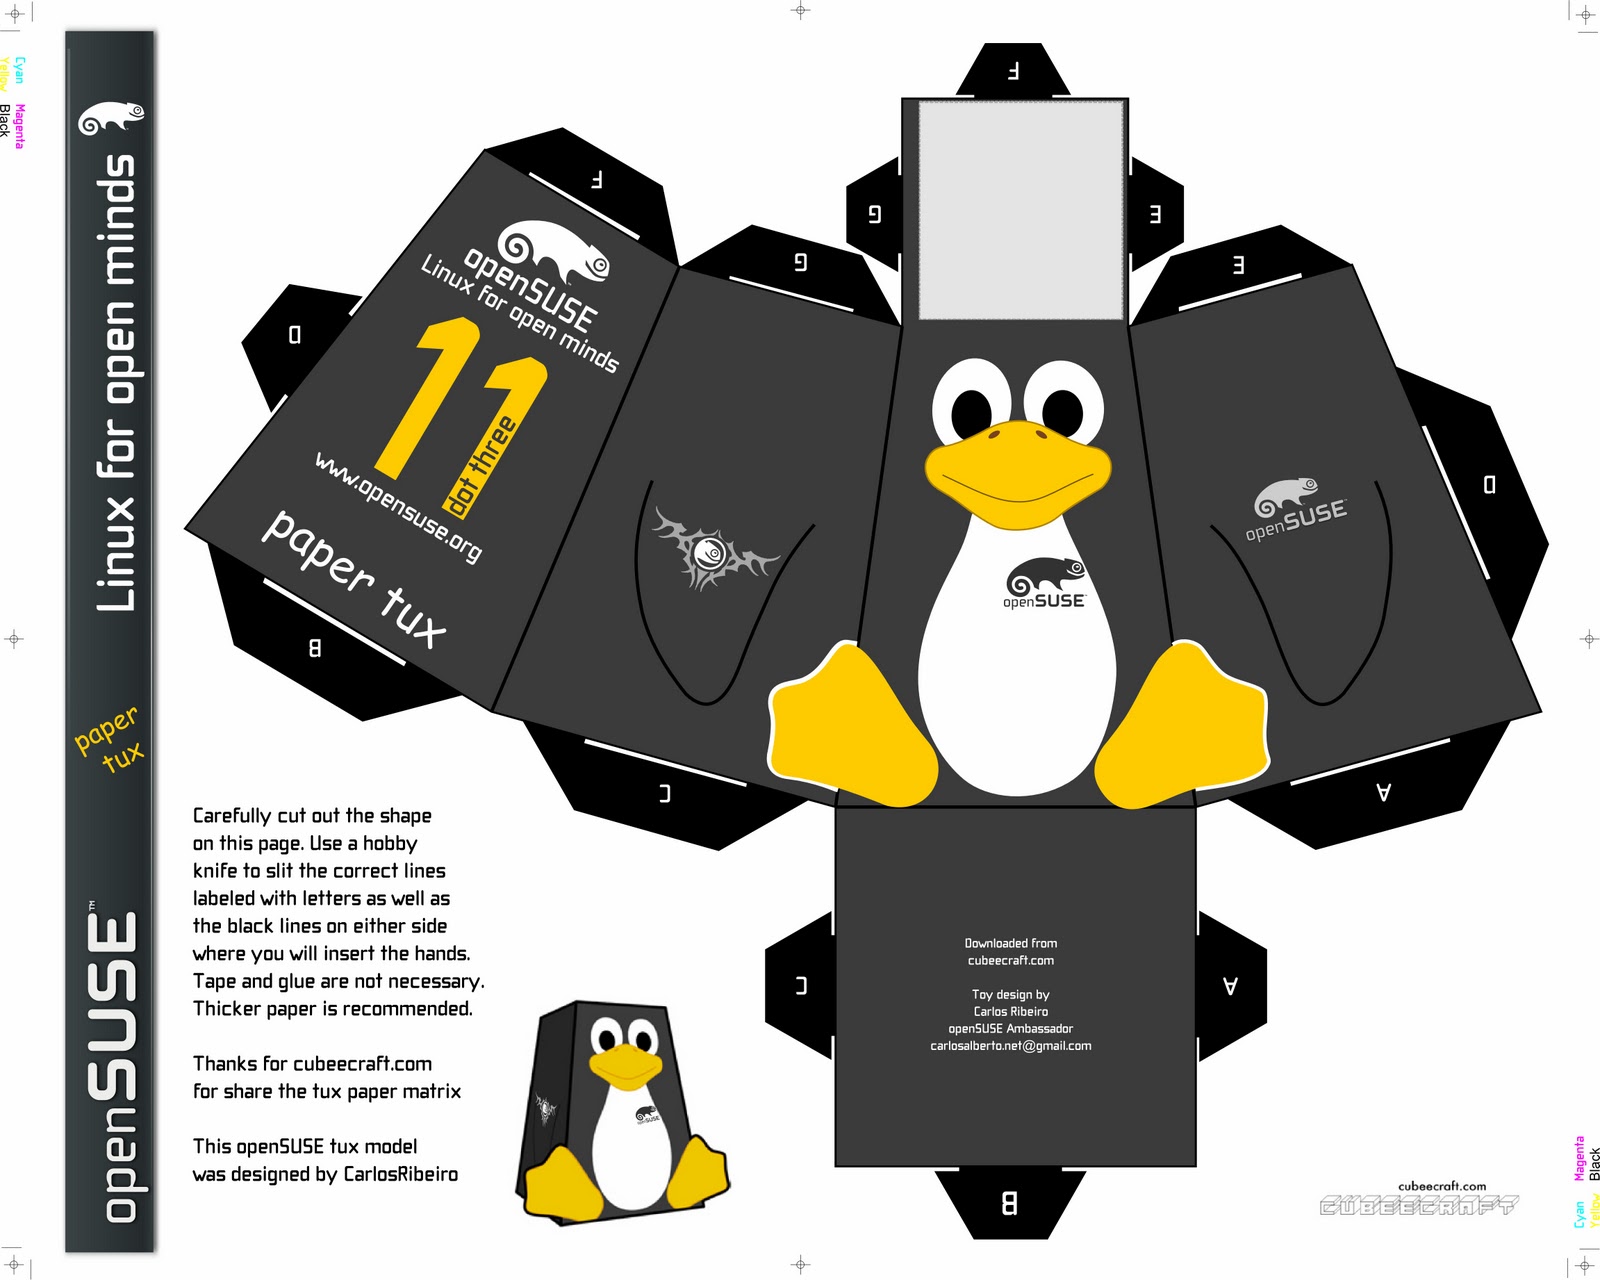 Cyan
Magenta
Yellow
Black
Linux for open minds
paper
tux
openSUSE™
F
F
G
G
E
E
D
openSUSE
Linux for open minds
11
dot three
www.opensuse.org
paper tux
B
D
openSUSE™
openSUSE™
C
A
Carefully cut out the shape
on this page. Use a hobby
knife to slit the correct lines
labeled with letters as well as
the black lines on either side
where you will insert the hands.
Tape and glue are not necessary.
Thicker paper is recommended.
Thanks for cubeecraft.com
for share the tux paper matrix
This openSUSE tux model
was designed by CarlosRibeiro
openSUSE
C
A
Downloaded from
cubeecraft.com
Toy design by
Carlos Ribeiro
openSUSE Ambassador
carlosalberto.net@gmail.com
B
cubeecraft.com
CUBEECRAFT
Cyan
Magenta
Yellow
Black